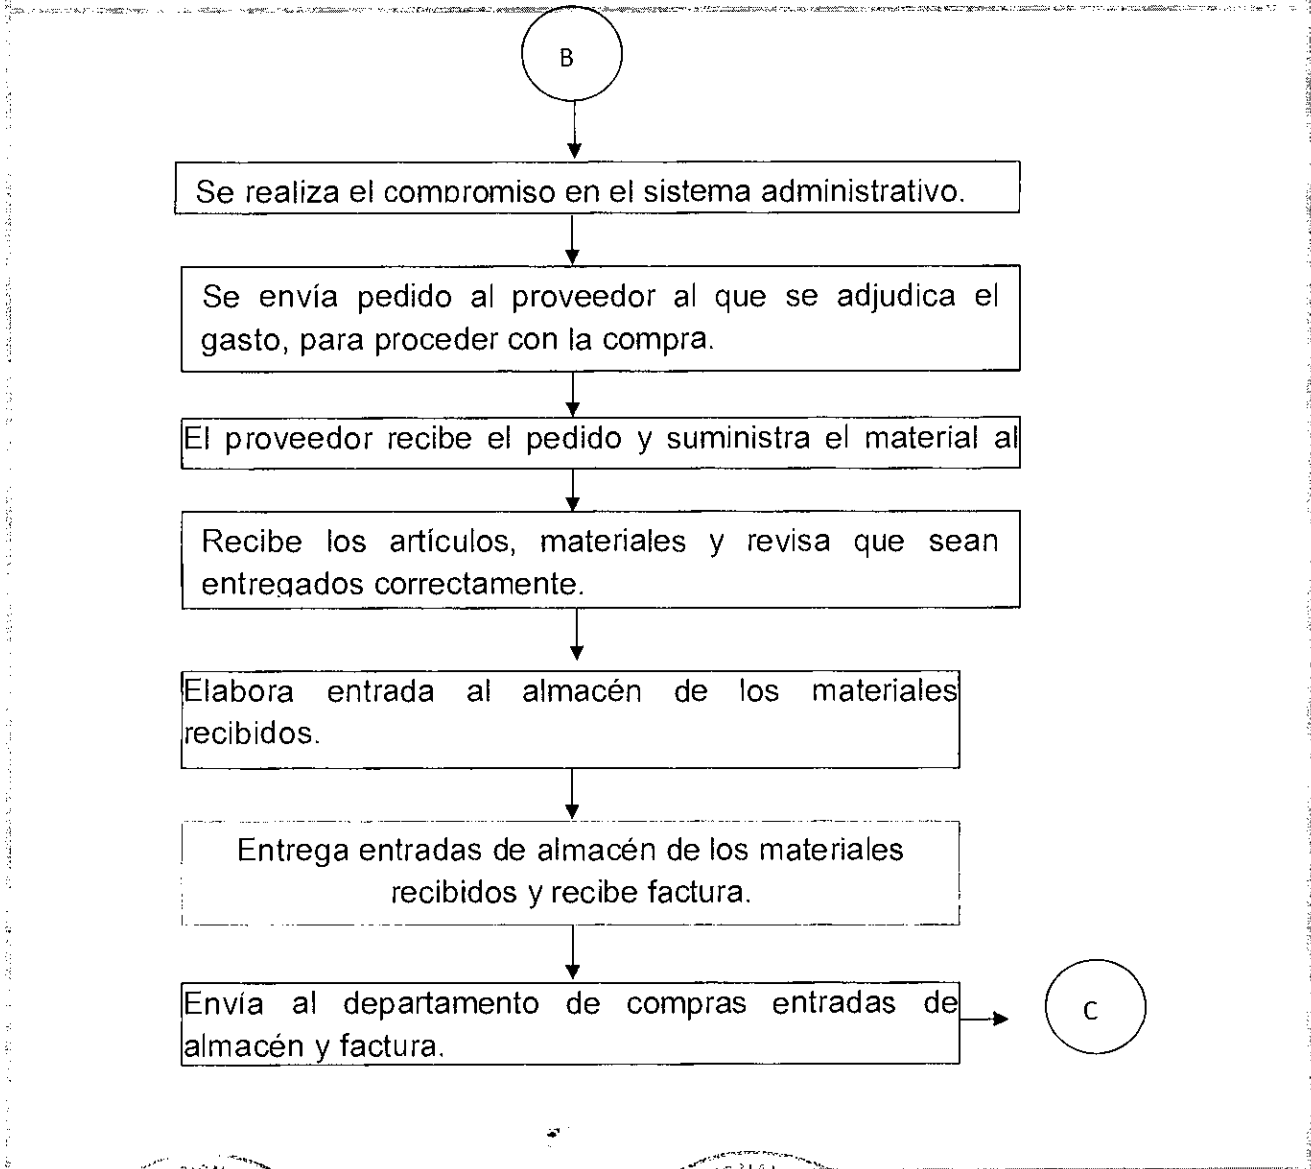 B
Se realiza el compromiso en el sistema administrativo.
Se envía pedido al proveedor al que se adjudica el
gasto, para proceder con la compra.
El proveedor recibe el pedido y suministra el material al
Recibe los artículos, materiales y revisa que sean
entregados correctamente.
Elabora entrada al almacén de los materiales
recibidos.
Entrega entradas de almacén de los materiales
recibidos y recibe factura.
Envía al departamento de compras entradas de
almacén y factura.
C